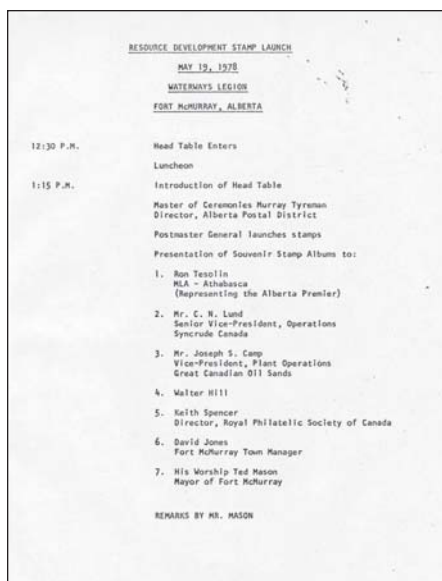 RESOURCE DEVELOPMENT STAMP LAUNCH
MAY 19, 1978
WATERWAYS LEGION
FORT McMURRAY, ALBERTA
12:30 P.M. Head Table Enters
Luncheon
1:15 P.M. Introduction of Head Table
Master of Ceremonies Murray Tyreman
Director, Alberta Postal District
Postmaster General launches stamps
Presentation of Souvenir Stamp Albums to:
1. Ron Tesolin
MLA - Athabasca
(Representing the Alberta Premier)
2. Mr. C. N. Lund
Senior Vice-President, Operations
Syncrude Canada
3. Mr. Joseph S. Camp
Vice-President, Plant Operations
Great Canadian Oil Sands
4. Walter Hill
5. Keith Spencer
Director, Royal Philatelic Society of Canada
6. David Jones
Fort McMurray Town Manager
7. His Worship Ted Mason
Mayor of Fort McMurray
REMARKS BY MR. MASON